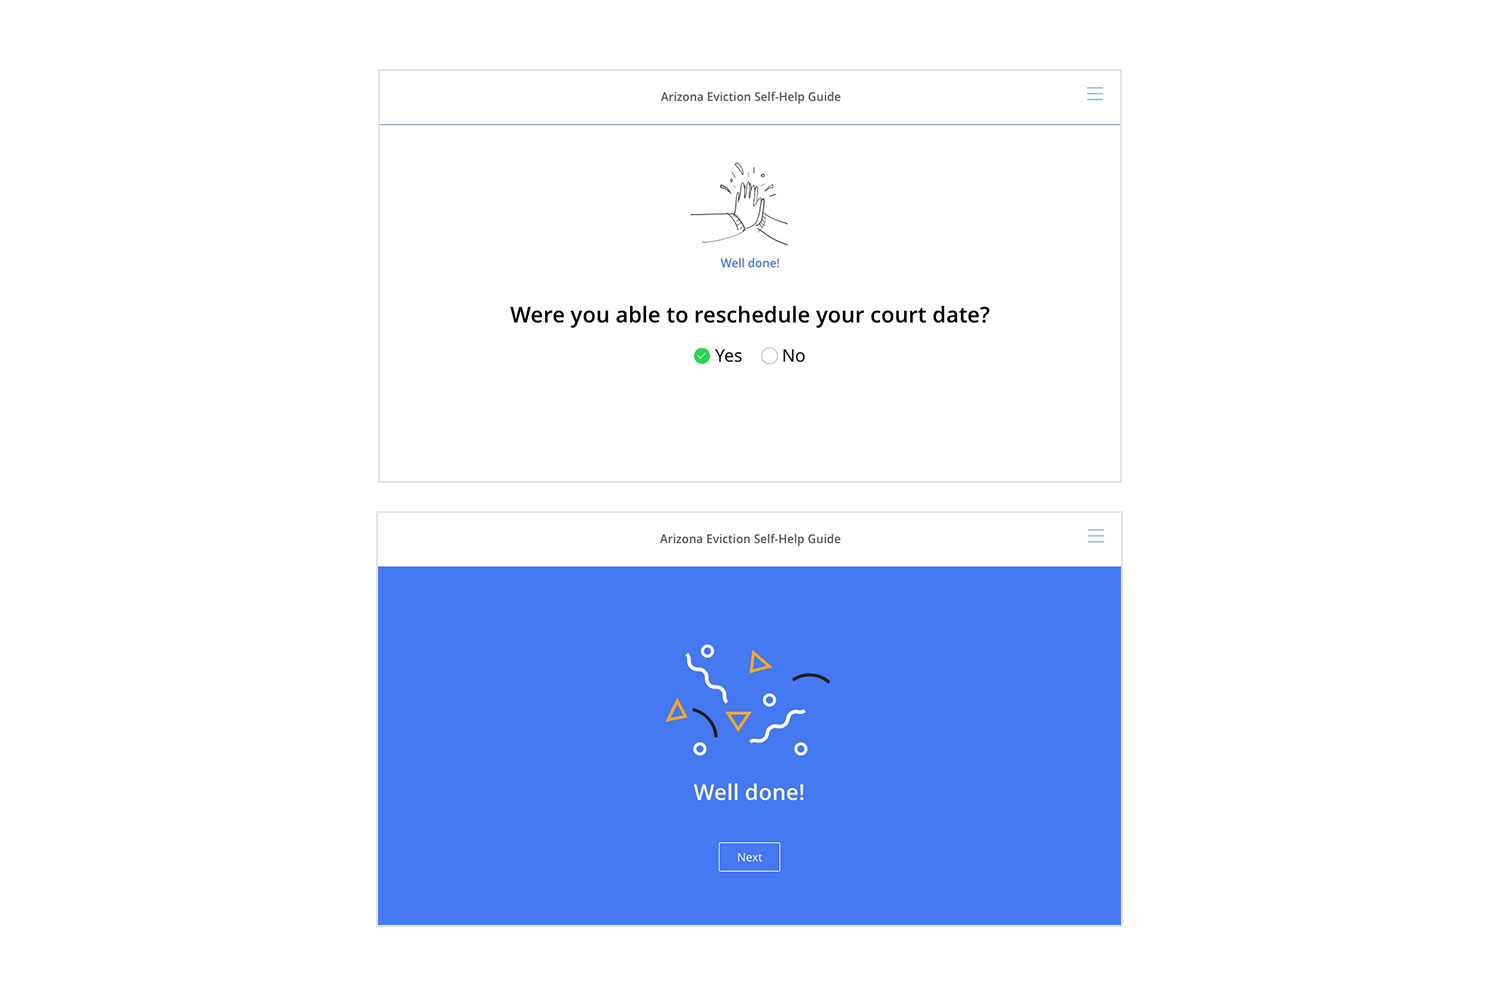 Arizona Eviction Self-Help Guide
Well done!
Were you able to reschedule your court date?
Yes No
Arizona Eviction Self-Help Guide
Well done!
Next